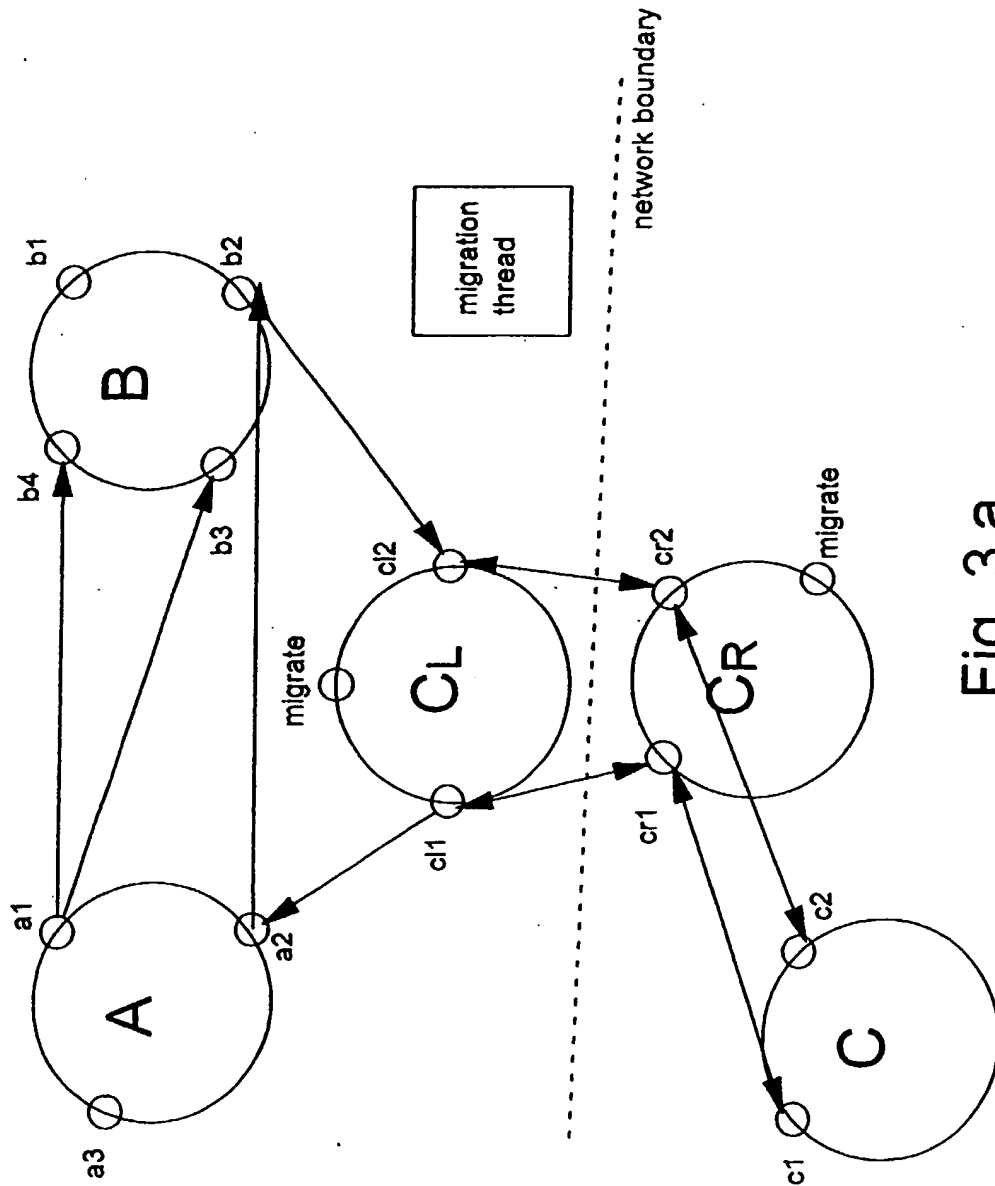 a1
b4
b1
a3
A
B
b3
b2
a2
migrate
cl2
cl1
CL
migration
thread
network boundary
cr1
cr2
CR
c1
c2
migrate
C
Fig. 3.a